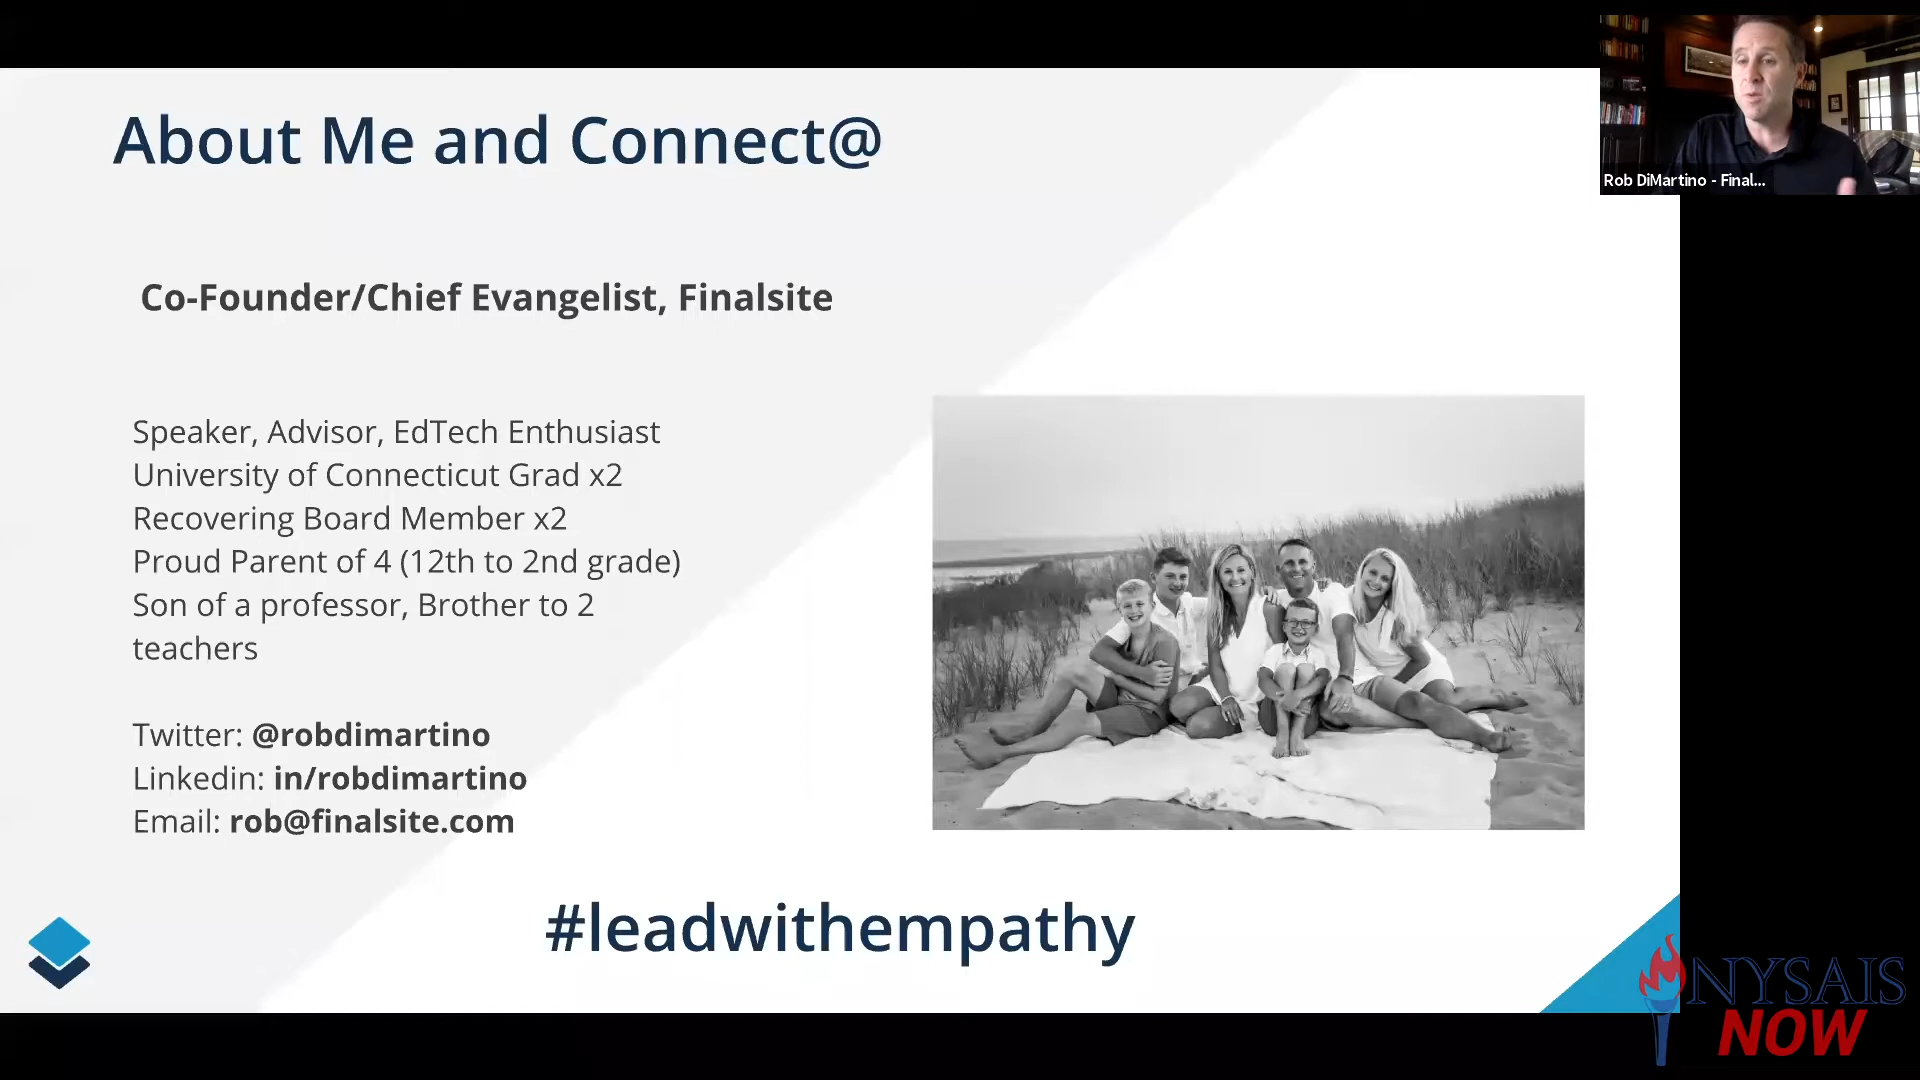 About Me and Connect@
Rob DiMartino - Final...
Co-Founder/Chief Evangelist, Finalsite
Speaker, Advisor, EdTech Enthusiast
University of Connecticut Grad x2
Recovering Board Member x2
Proud Parent of 4 (12th to 2nd grade)
Son of a professor, Brother to 2
teachers
Twitter: @robdimartino
Linkedin: in/robdimartino
Email: rob@finalsite.com
#leadwithempathy
NYSAIS
NOW